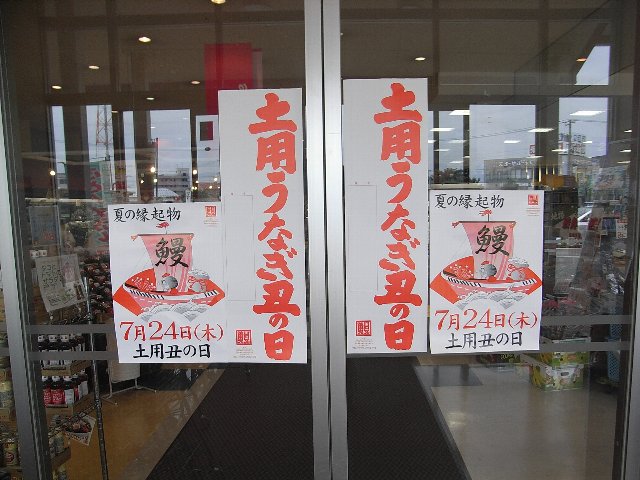 夏の縁起物
鰻
7月24日(木)
土用丑の日
土用うなぎ丑の日
土用うなぎ丑の日
夏の縁起物
鰻
7月24日(木)
土用丑の日